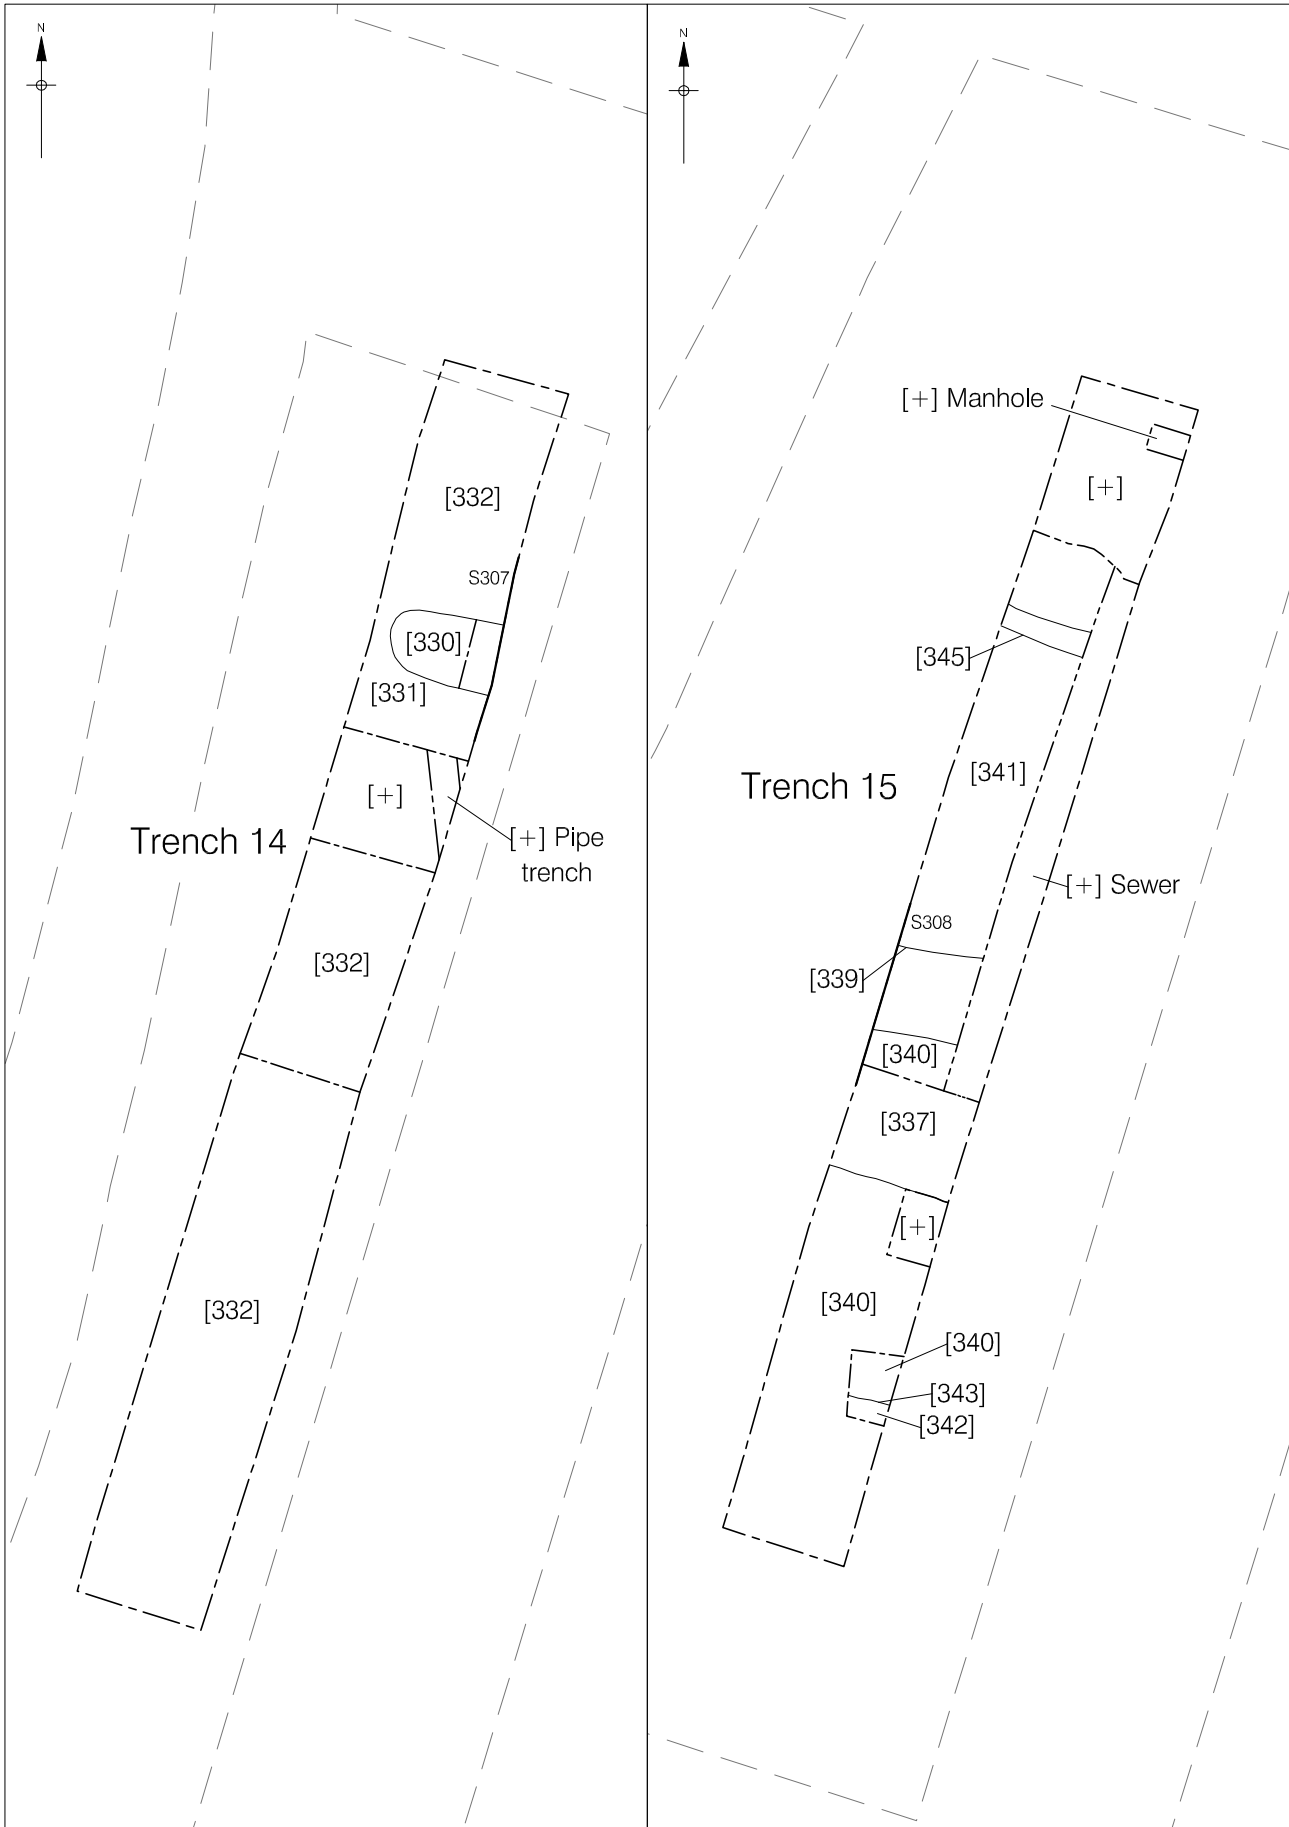 N
[332]
S307
[330]
[331]
[+]
Trench 14
[+] Pipe
trench
[332]
[332]
N
[+] Manhole
[+]
[345]
[341]
Trench 15
[+] Sewer
S308
[339]
[340]
[337]
[+]
[340]
[340]
[343]
[342]